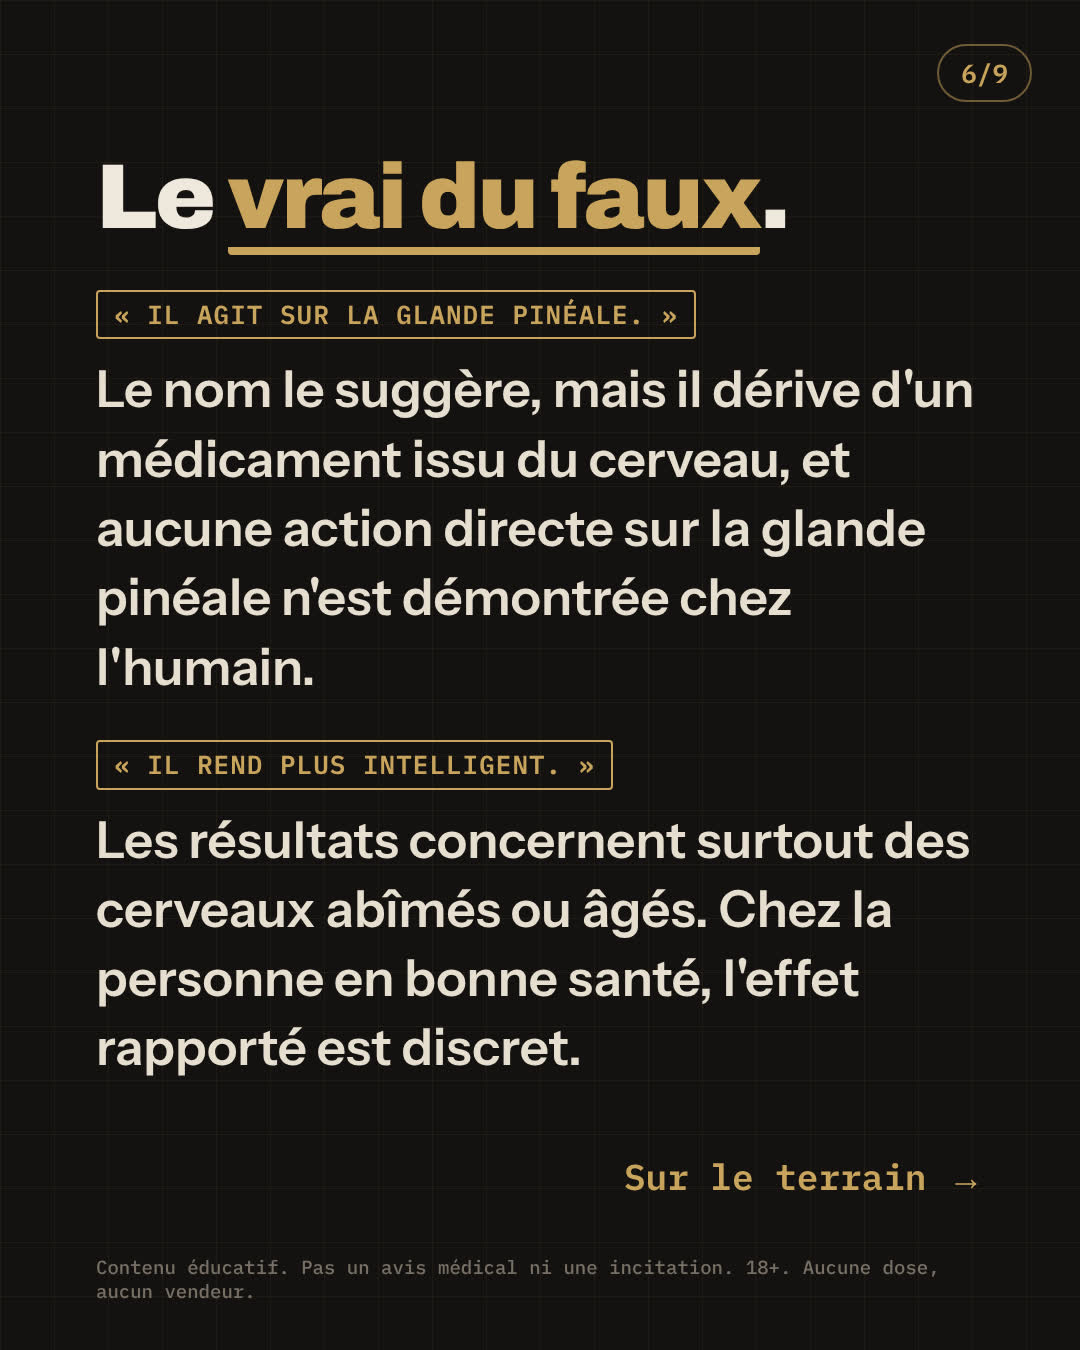 6/9
Le vrai du faux.
« IL AGIT SUR LA GLANDE PINÉALE. »
Le nom le suggère, mais il dérive d'un
médicament issu du cerveau, et
aucune action directe sur la glande
pinéale n'est démontrée chez
l'humain.
« IL REND PLUS INTELLIGENT. »
Les résultats concernent surtout des
cerveaux abîmés ou âgés. Chez la
personne en bonne santé, l'effet
rapporté est discret.
Sur le terrain →
Contenu éducatif. Pas un avis médical ni une incitation. 18+. Aucune dose,
aucun vendeur.